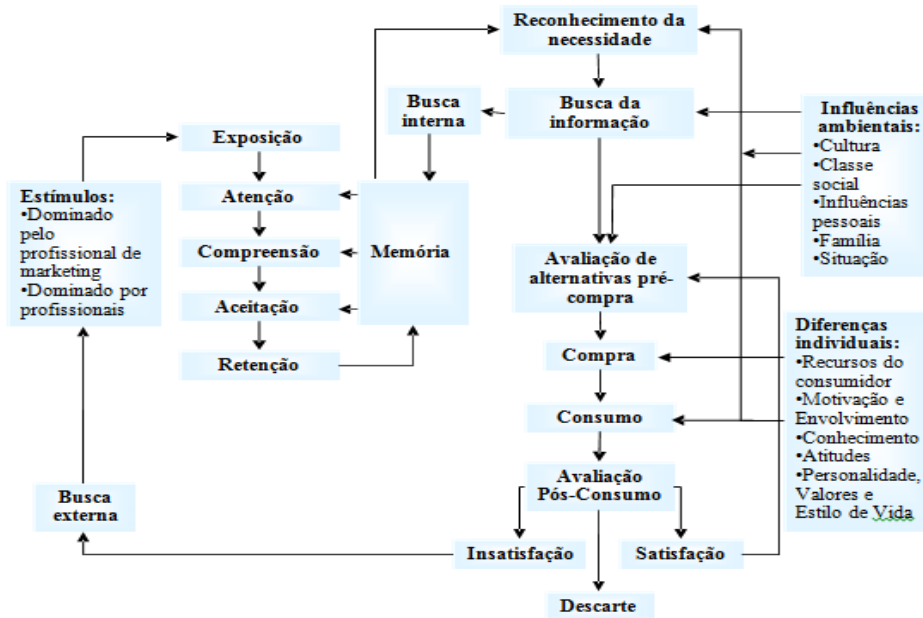 Reconhecimento da
necessidade
Busca
interna
Busca da
informação
Influências
ambientais:
•Cultura
•Classe
social
•Influências
pessoais
•Família
•Situação
Exposição
Atenção
Compreensão
Aceitação
Retenção
Estímulos:
•Dominado
pelo
profissional de
marketing
•Dominado por
profissionais
Memória
Avaliação de
alternativas pré-
compra
Compra
Consumo
Avaliação
Pós-Consumo
Diferenças
individuais:
•Recursos do
consumidor
•Motivação e
Envolvimento
•Conhecimento
•Atitudes
•Personalidade,
Valores e
Estilo de Vida
Busca
externa
Insatisfação
Satisfação
Descarte